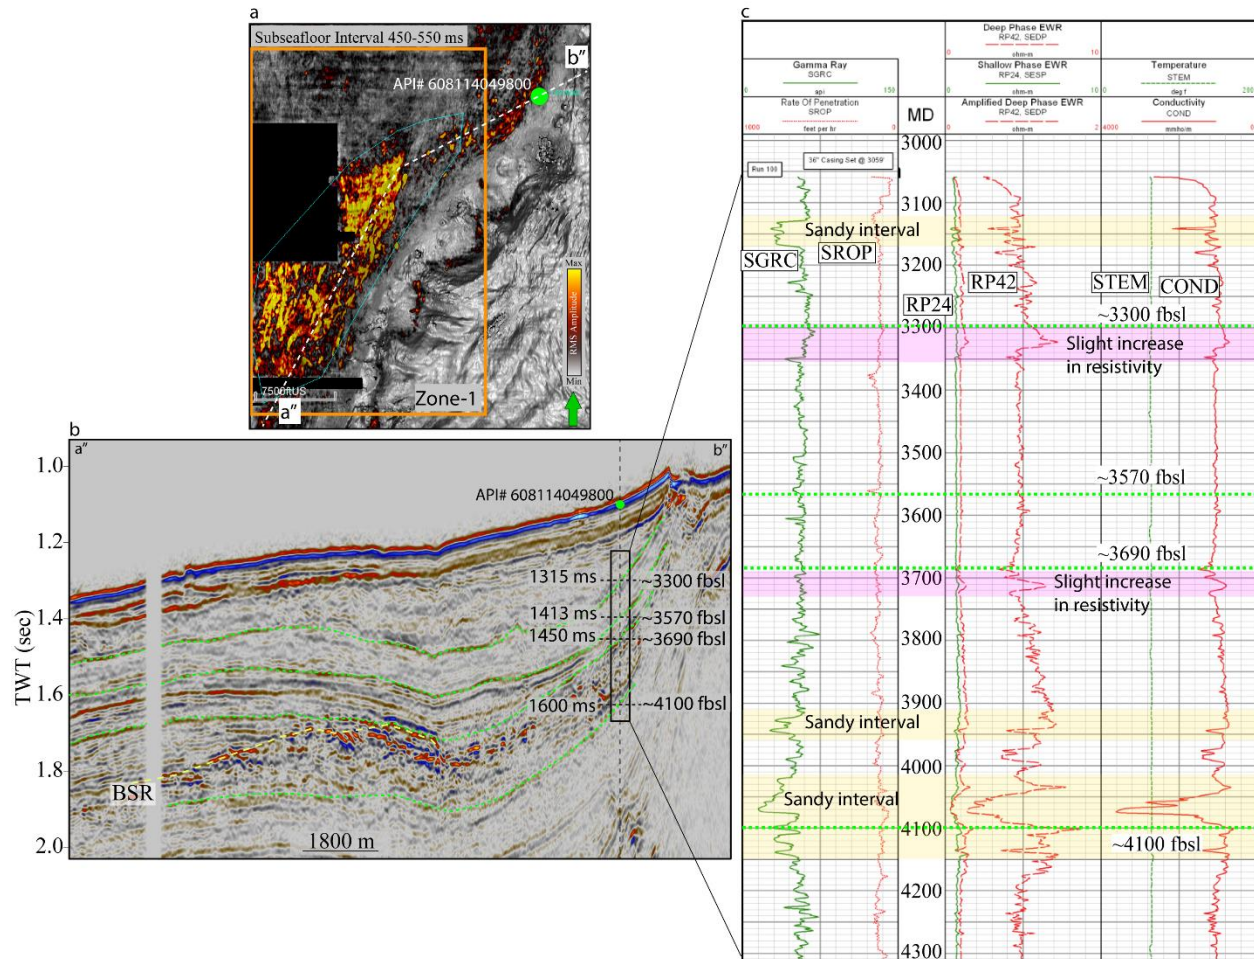 a
Subseafloor Interval 450-550 ms
b"
API# 608114049800
RMS Amplitude
Max
Min
7500ftUS
a"
Zone-1
b
a"
b"
API# 608114049800
1.0
1.2
1.4
1.6
1.8
2.0
TWT (sec)
1315 ms
~3300 fbsl
1413 ms
~3570 fbsl
1450 ms
~3690 fbsl
1600 ms
~4100 fbsl
BSR
1800 m
c
Deep Phase EWR
RP42, SEDP
0 10
ohm-m
Gamma Ray
SGRC
0 150
api
Shallow Phase EWR
RP24, SESP
0 10
ohm-m
Temperature
STEM
0 200
deg f
Rate Of Penetration
SROP
1000 0
feet per hr
MD
Amplified Deep Phase EWR
RP42, SEDP
0 2
ohm-m
Conductivity
COND
4000
mmho/m
Run 100
36" Casing Set @ 3059'
3000
3100
Sandy interval
SGRC
SROP
3200
RP24
RP42
STEM
COND
~3300 fbsl
3300
Slight increase
in resistivity
3400
3500
~3570 fbsl
3600
~3690 fbsl
3700
Slight increase
in resistivity
3800
3900
Sandy interval
4000
Sandy interval
4100
~4100 fbsl
4200
4300